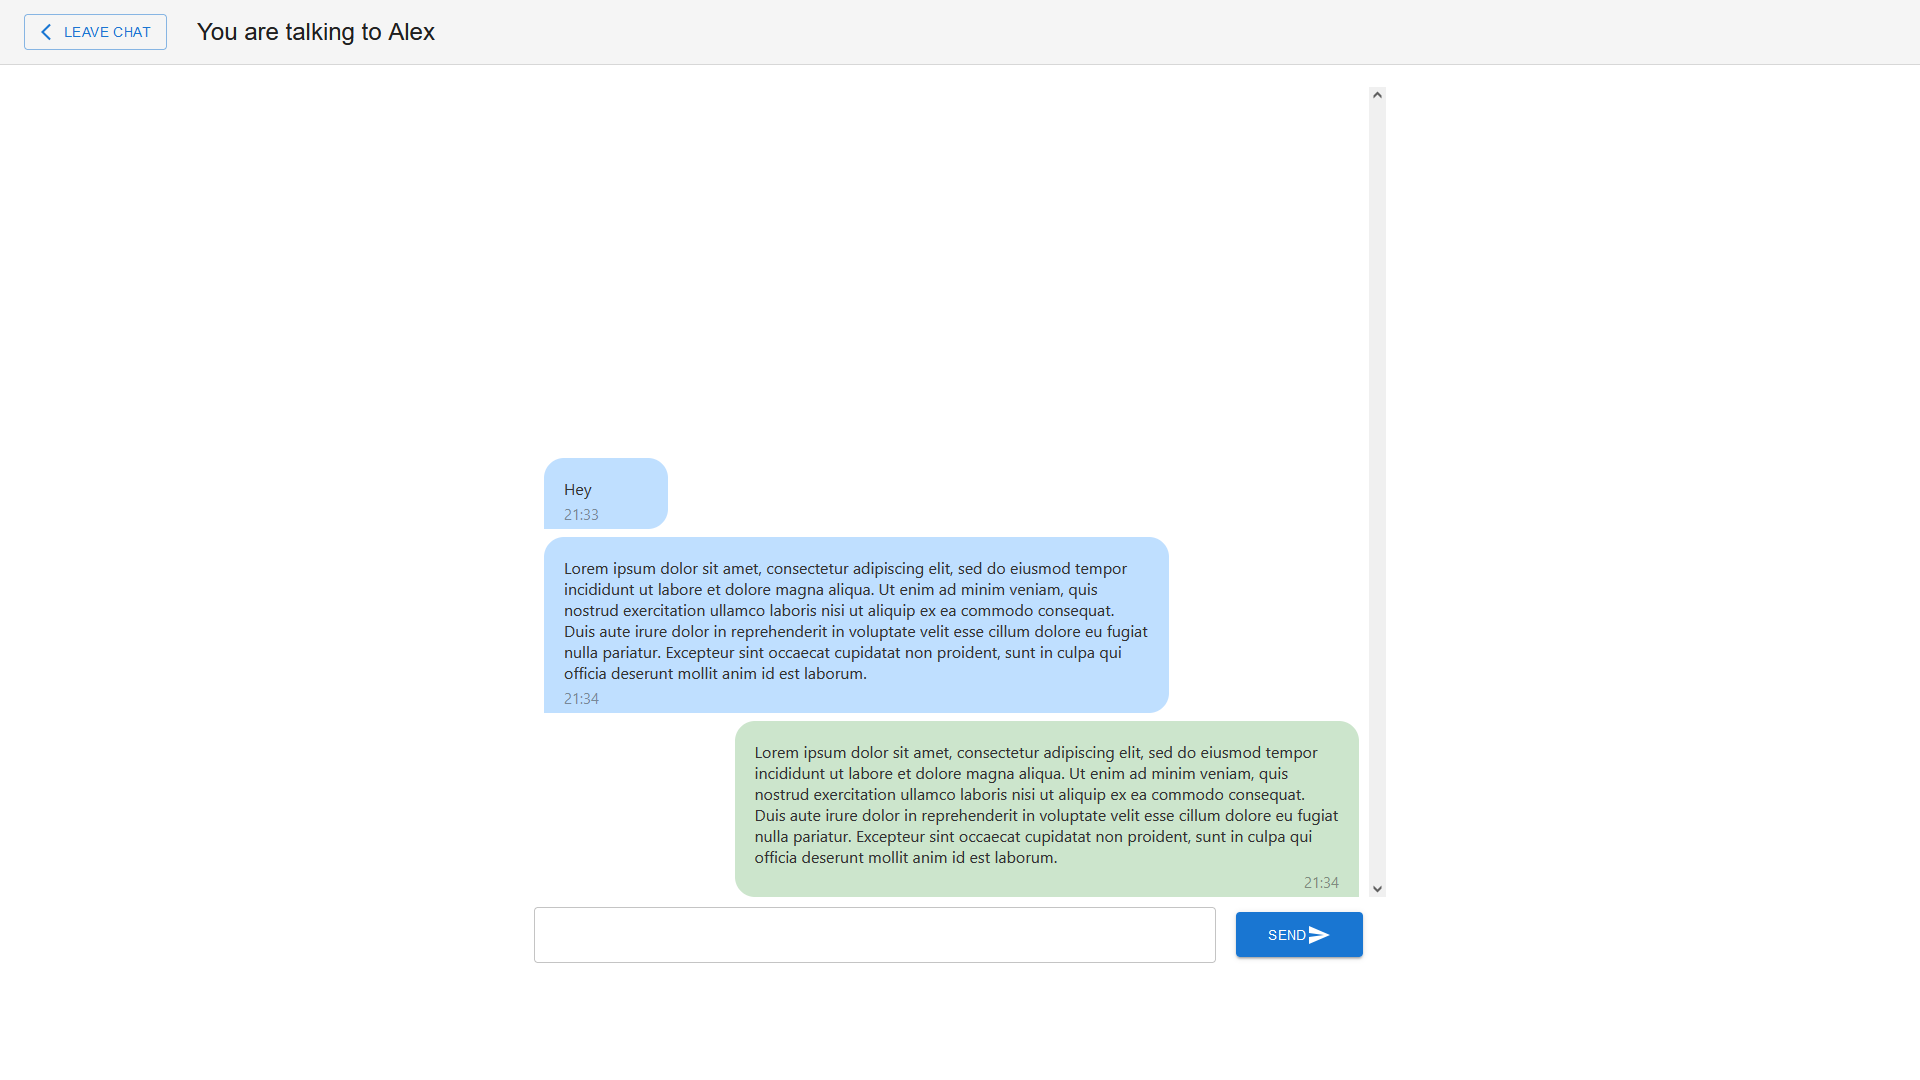 LEAVE CHAT
You are talking to Alex
Hey
21:33
Lorem ipsum dolor sit amet, consectetur adipiscing elit, sed do eiusmod tempor
incididunt ut labore et dolore magna aliqua. Ut enim ad minim veniam, quis
nostrud exercitation ullamco laboris nisi ut aliquip ex ea commodo consequat.
Duis aute irure dolor in reprehenderit in voluptate velit esse cillum dolore eu fugiat
nulla pariatur. Excepteur sint occaecat cupidatat non proident, sunt in culpa qui
officia deserunt mollit anim id est laborum.
21:34
Lorem ipsum dolor sit amet, consectetur adipiscing elit, sed do eiusmod tempor
incididunt ut labore et dolore magna aliqua. Ut enim ad minim veniam, quis
nostrud exercitation ullamco laboris nisi ut aliquip ex ea commodo consequat.
Duis aute irure dolor in reprehenderit in voluptate velit esse cillum dolore eu fugiat
nulla pariatur. Excepteur sint occaecat cupidatat non proident, sunt in culpa qui
officia deserunt mollit anim id est laborum.
21:34
SEND